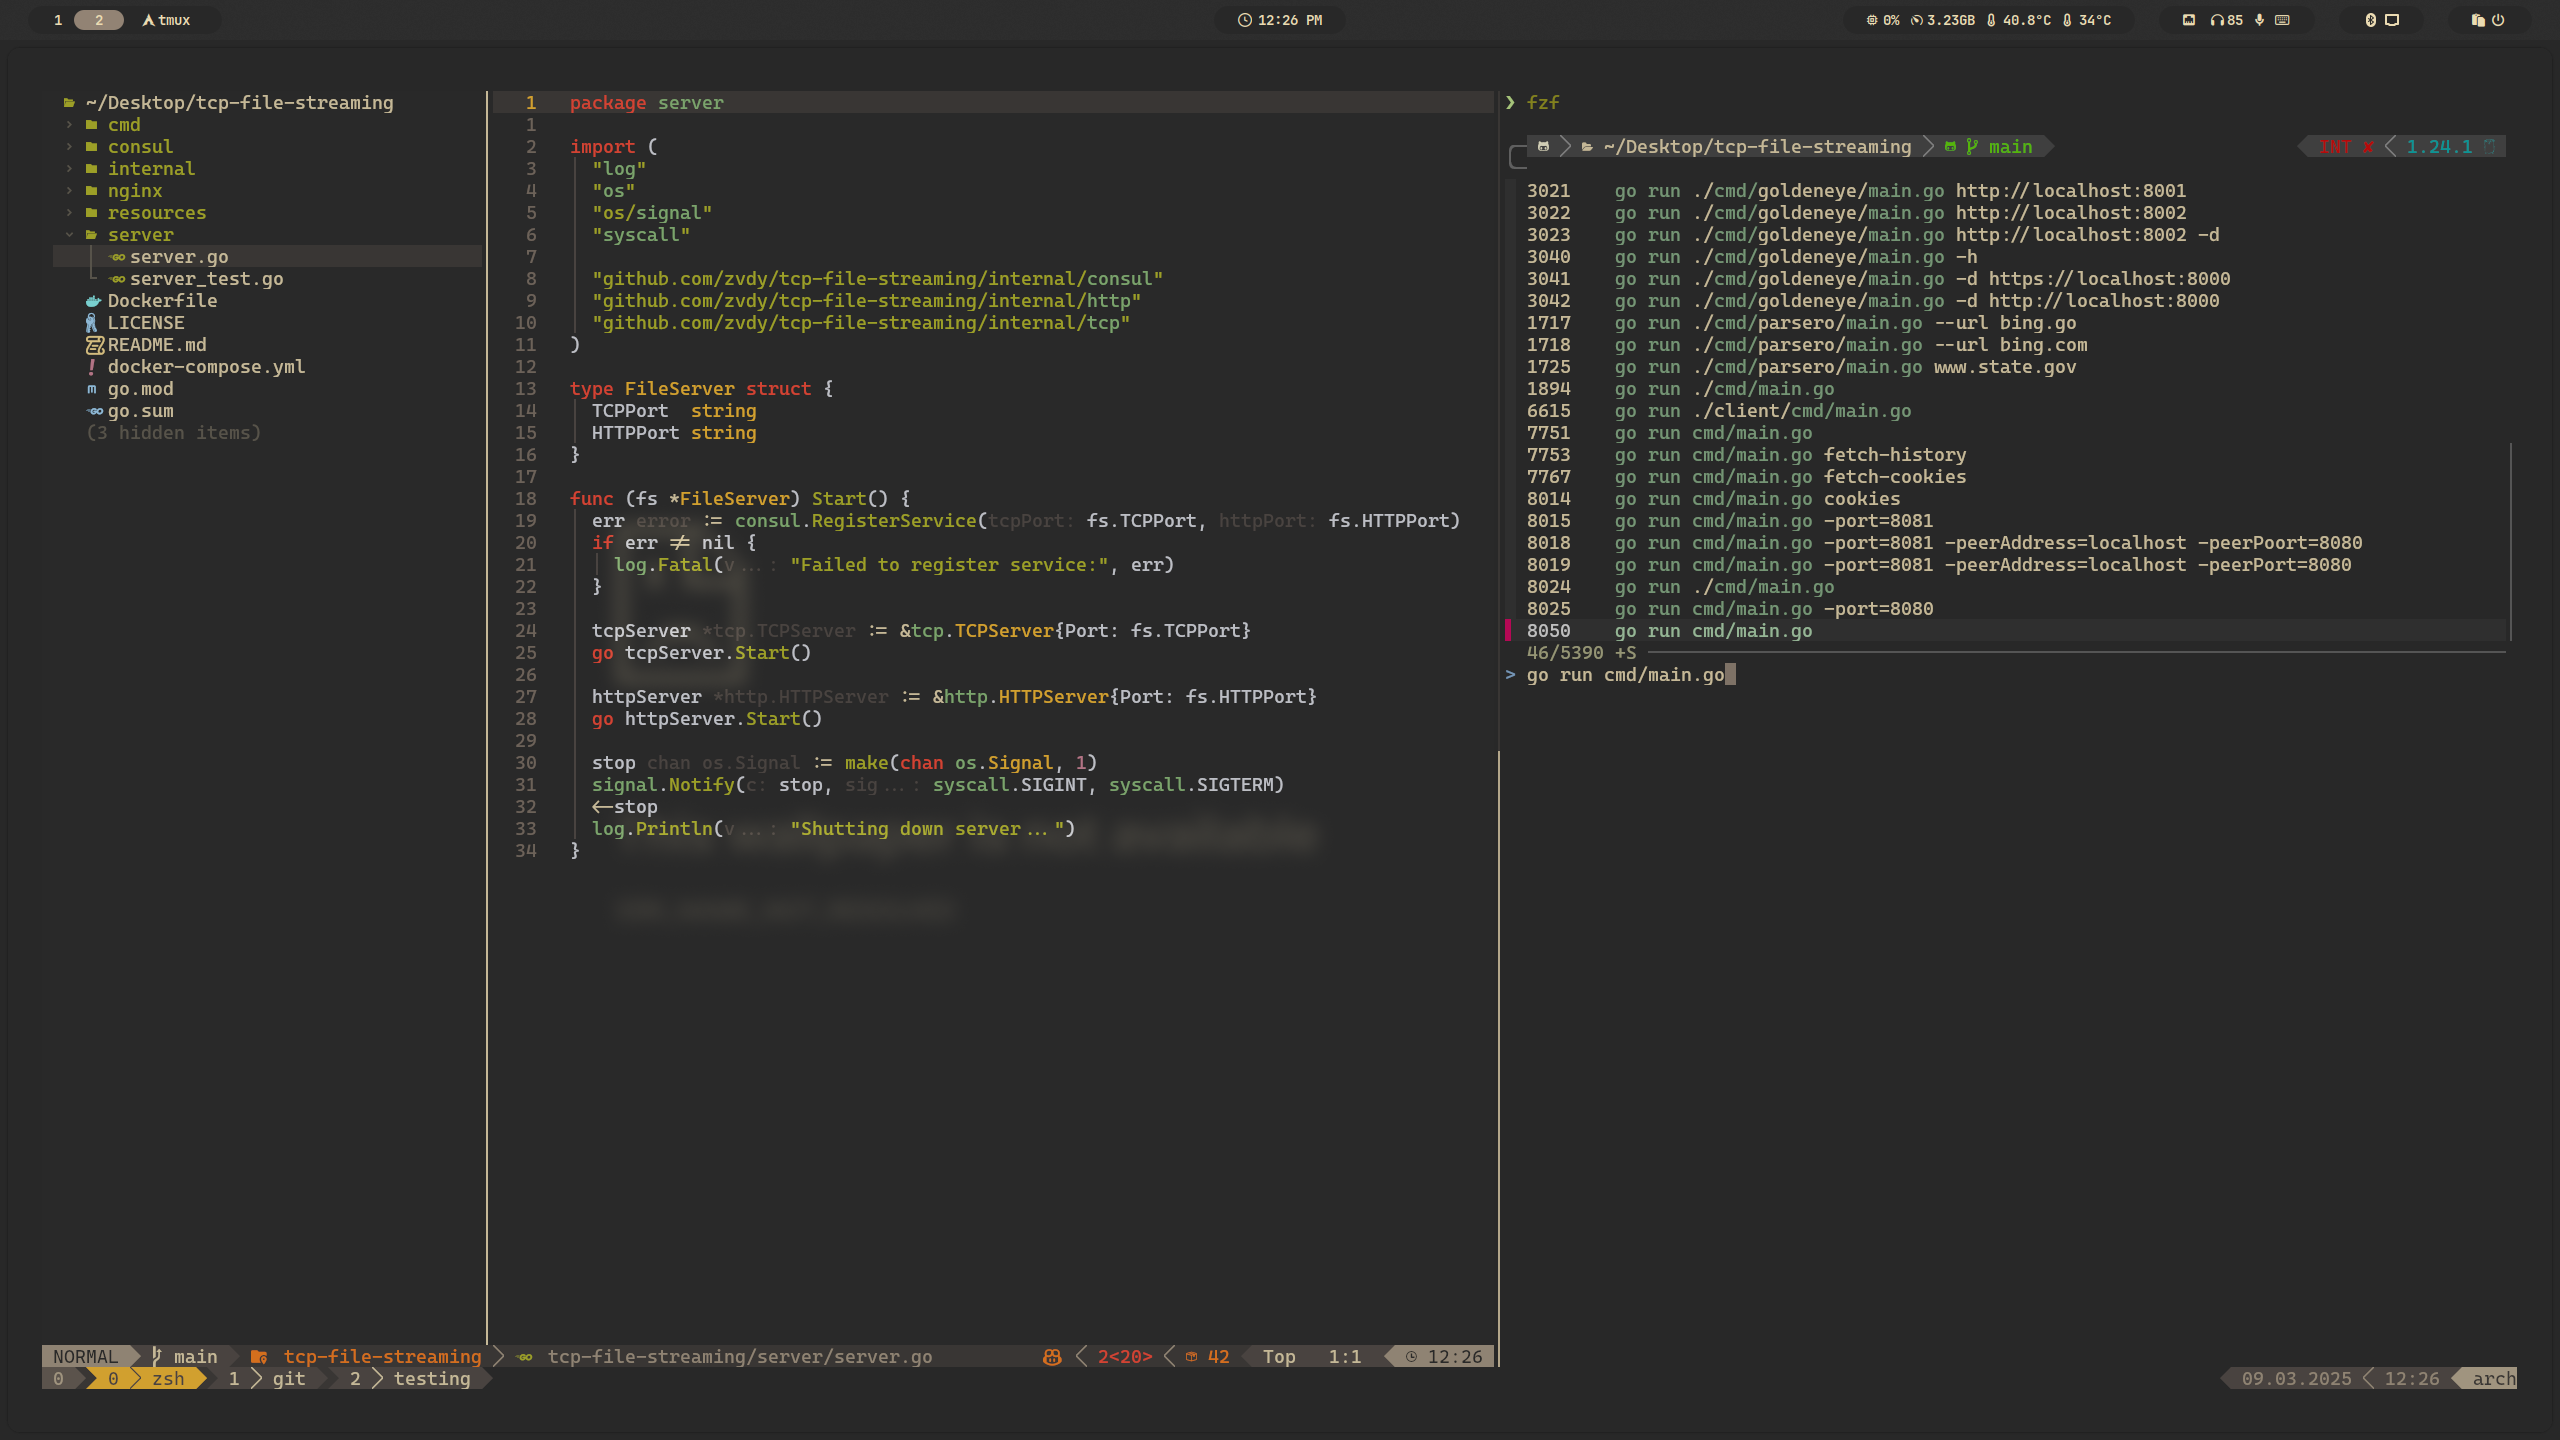 1 2 tmux
12:26 PM
0% 3.23GB 40.8°C 34°C 85
~/Desktop/tcp-file-streaming
cmd
consul
internal
nginx
resources
server
server.go
server_test.go
Dockerfile
LICENSE
README.md
docker-compose.yml
go.mod
go.sum
(3 hidden items)
1 package server
1
2 import (
3 "log"
4 "os"
5 "os/signal"
6 "syscall"
7
8 "github.com/zvdy/tcp-file-streaming/internal/consul"
9 "github.com/zvdy/tcp-file-streaming/internal/http"
10 "github.com/zvdy/tcp-file-streaming/internal/tcp"
11 )
12
13 type FileServer struct {
14 TCPPort string
15 HTTPPort string
16 }
17
18 func (fs *FileServer) Start() {
19 err error := consul.RegisterService(tcpPort: fs.TCPPort, httpPort: fs.HTTPPort)
20 if err != nil {
21 log.Fatal(v...: "Failed to register service:", err)
22 }
23
24 tcpServer *tcp.TCPServer := &tcp.TCPServer{Port: fs.TCPPort}
25 go tcpServer.Start()
26
27 httpServer *http.HTTPServer := &http.HTTPServer{Port: fs.HTTPPort}
28 go httpServer.Start()
29
30 stop chan os.Signal := make(chan os.Signal, 1)
31 signal.Notify(c: stop, sig...: syscall.SIGINT, syscall.SIGTERM)
32 <-stop
33 log.Println(v...: "Shutting down server...")
34 }
❯ fzf
~/Desktop/tcp-file-streaming main INT ✘ 1.24.1
3021 go run ./cmd/goldeneye/main.go http://localhost:8001
3022 go run ./cmd/goldeneye/main.go http://localhost:8002
3023 go run ./cmd/goldeneye/main.go http://localhost:8002 -d
3040 go run ./cmd/goldeneye/main.go -h
3041 go run ./cmd/goldeneye/main.go -d https://localhost:8000
3042 go run ./cmd/goldeneye/main.go -d http://localhost:8000
1717 go run ./cmd/parsero/main.go --url bing.go
1718 go run ./cmd/parsero/main.go --url bing.com
1725 go run ./cmd/parsero/main.go www.state.gov
1894 go run ./cmd/main.go
6615 go run ./client/cmd/main.go
7751 go run cmd/main.go
7753 go run cmd/main.go fetch-history
7767 go run cmd/main.go fetch-cookies
8014 go run cmd/main.go cookies
8015 go run cmd/main.go -port=8081
8018 go run cmd/main.go -port=8081 -peerAddress=localhost -peerPoort=8080
8019 go run cmd/main.go -port=8081 -peerAddress=localhost -peerPort=8080
8024 go run ./cmd/main.go
8025 go run cmd/main.go -port=8080
8050 go run cmd/main.go
46/5390 +S
> go run cmd/main.go
NORMAL main tcp-file-streaming tcp-file-streaming/server/server.go 2<20> 42 Top 1:1 12:26
0 0 zsh 1 git 2 testing 09.03.2025 12:26 arch